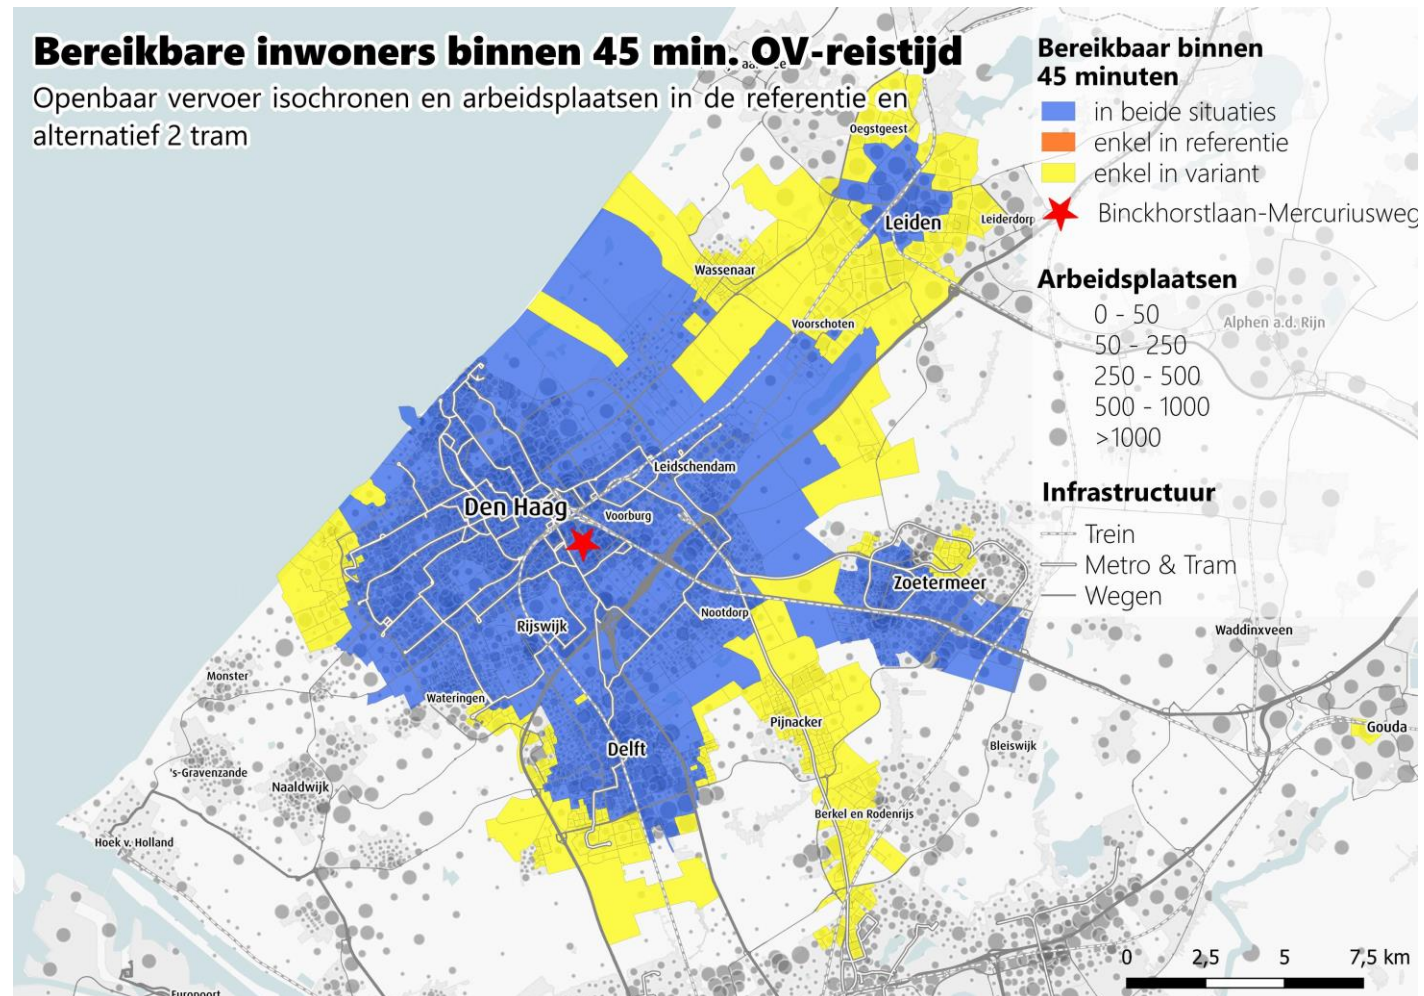 Bereikbare inwoners binnen 45 min. OV-reistijd
Openbaar vervoer isochronen en arbeidsplaatsen in de referentie en
alternatief 2 tram
Bereikbaar binnen
45 minuten
in beide situaties
enkel in referentie
enkel in variant
Binckhorstlaan-Mercuriusweg
Arbeidsplaatsen
0 - 50
50 - 250
250 - 500
500 - 1000
>1000
Infrastructuur
Trein
Metro & Tram
Wegen
Oegstgeest
Leiden
Leiderdorp
Wassenaar
Voorschoten
Alphen a.d. Rijn
Leidschendam
Den Haag
Voorburg
Zoetermeer
Nootdorp
Rijswijk
Waddinxveen
Monster
Wateringen
Pijnacker
Gouda
Delft
Bleiswijk
's-Gravenzande
Naaldwijk
Berkel en Rodenrijs
Hoek v. Holland
Europoort
0 2,5 5 7,5 km